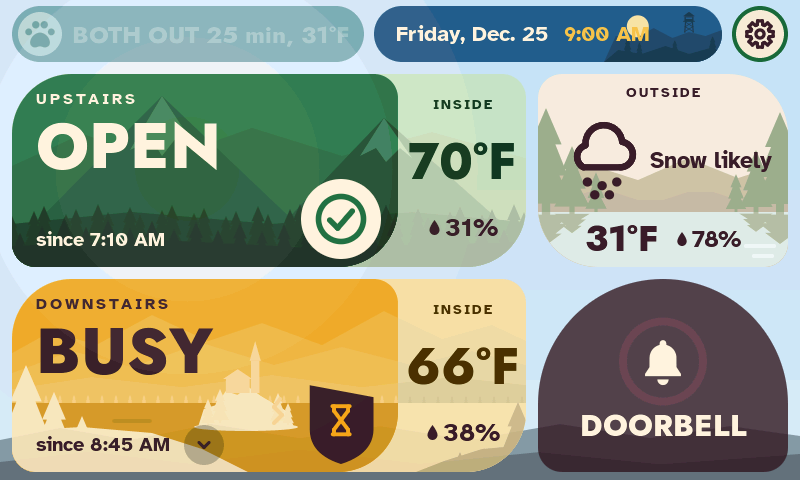 BOTH OUT 25 min, 31°F
Friday, Dec. 25 9:00 AM
UPSTAIRS
OPEN
since 7:10 AM
INSIDE
70°F
31%
OUTSIDE
Snow likely
31°F 78%
DOWNSTAIRS
BUSY
since 8:45 AM
INSIDE
66°F
38%
DOORBELL